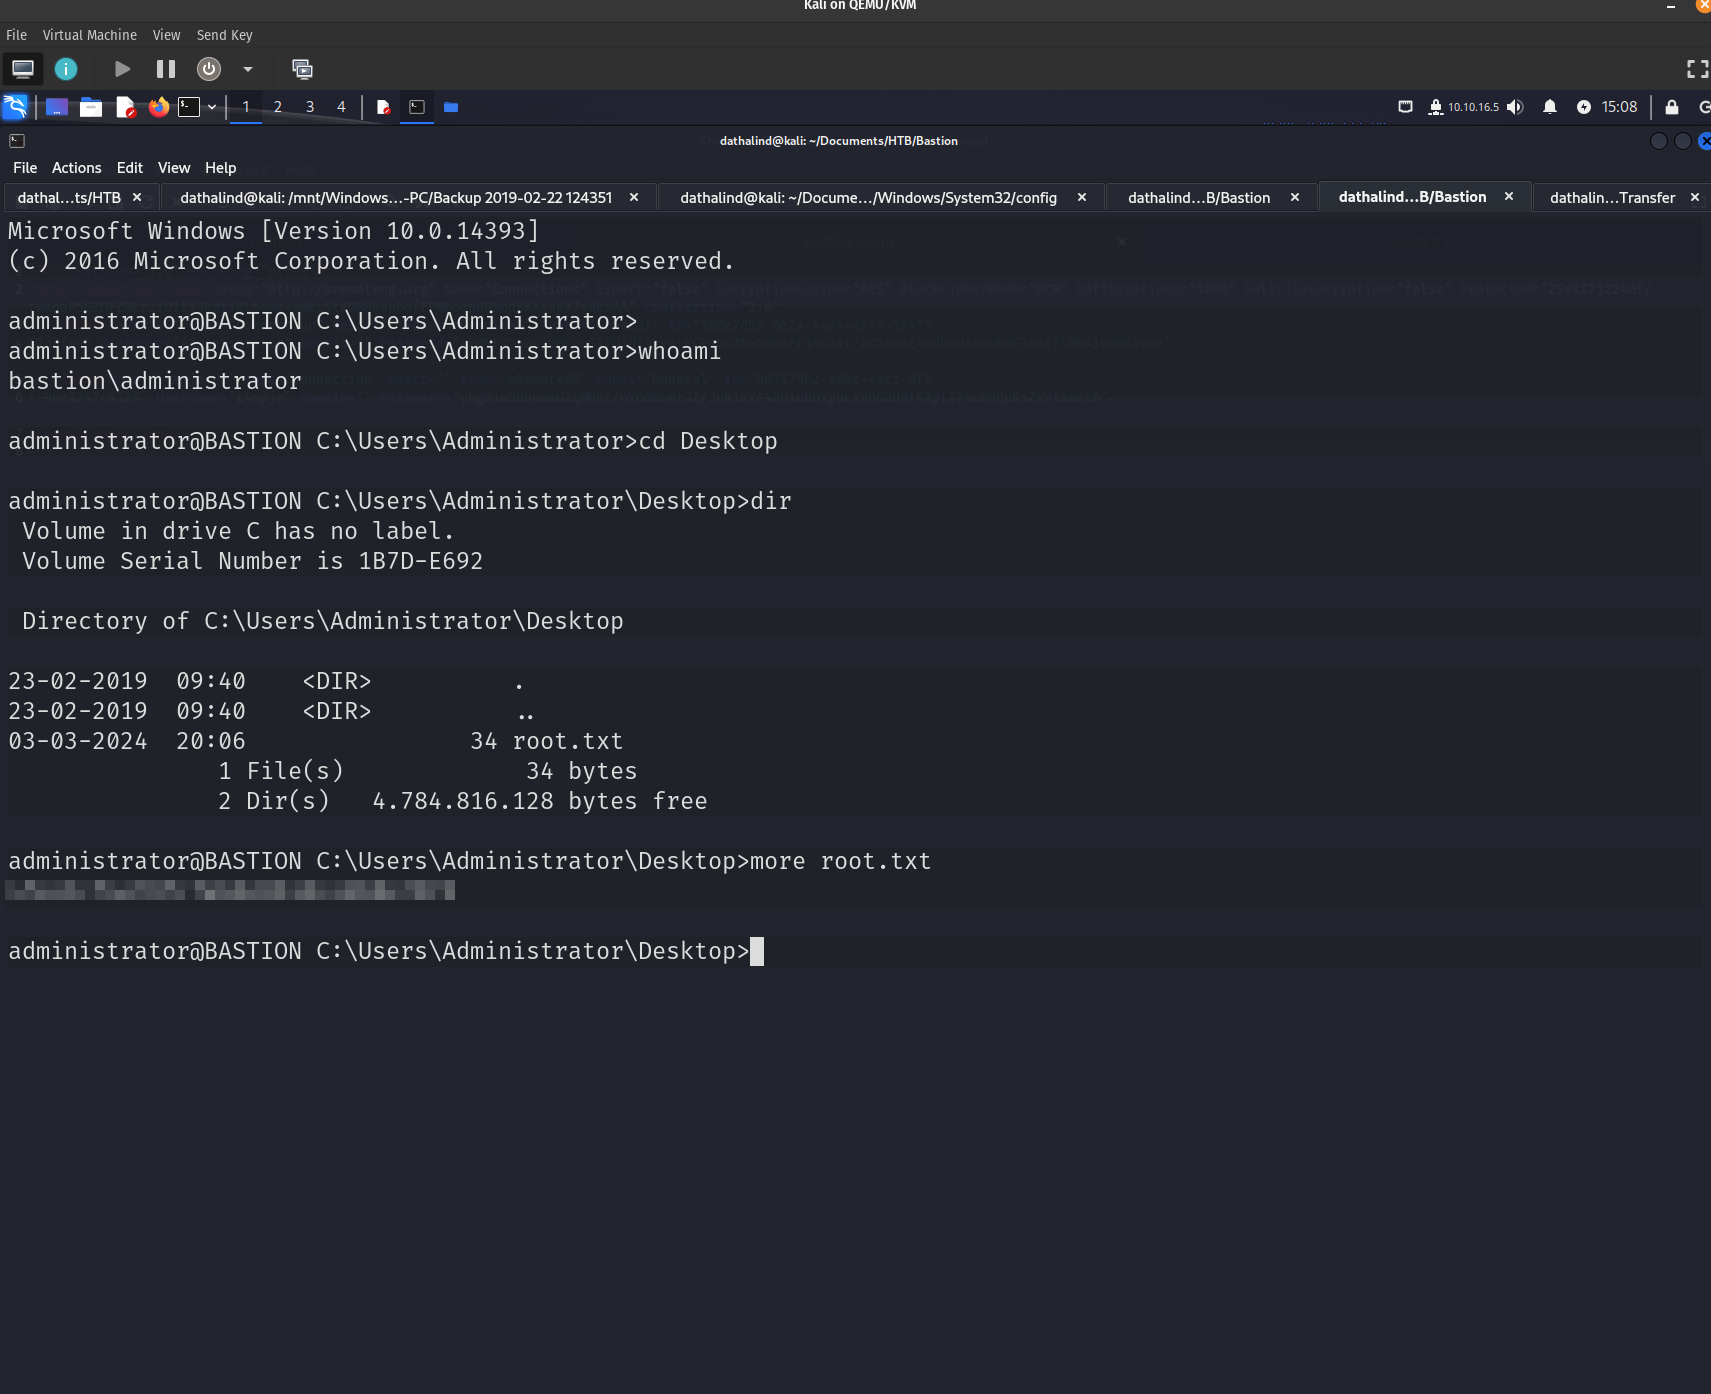 Kali on QEMU/KVM
File Virtual Machine View Send Key
1 2 3 4 10.10.16.5 15:08
dathalind@kali: ~/Documents/HTB/Bastion
File Actions Edit View Help
dathal...ts/HTB dathalind@kali: /mnt/Windows...-PC/Backup 2019-02-22 124351 dathalind@kali: ~/Docume.../Windows/System32/config dathalind...B/Bastion dathalind...B/Bastion dathalin...Transfer
Microsoft Windows [Version 10.0.14393]
(c) 2016 Microsoft Corporation. All rights reserved.
administrator@BASTION C:\Users\Administrator>
administrator@BASTION C:\Users\Administrator>whoami
bastion\administrator
administrator@BASTION C:\Users\Administrator>cd Desktop
administrator@BASTION C:\Users\Administrator\Desktop>dir
Volume in drive C has no label.
Volume Serial Number is 1B7D-E692
Directory of C:\Users\Administrator\Desktop
23-02-2019 09:40 <DIR> .
23-02-2019 09:40 <DIR> ..
03-03-2024 20:06 34 root.txt
1 File(s) 34 bytes
2 Dir(s) 4.784.816.128 bytes free
administrator@BASTION C:\Users\Administrator\Desktop>more root.txt
administrator@BASTION C:\Users\Administrator\Desktop>